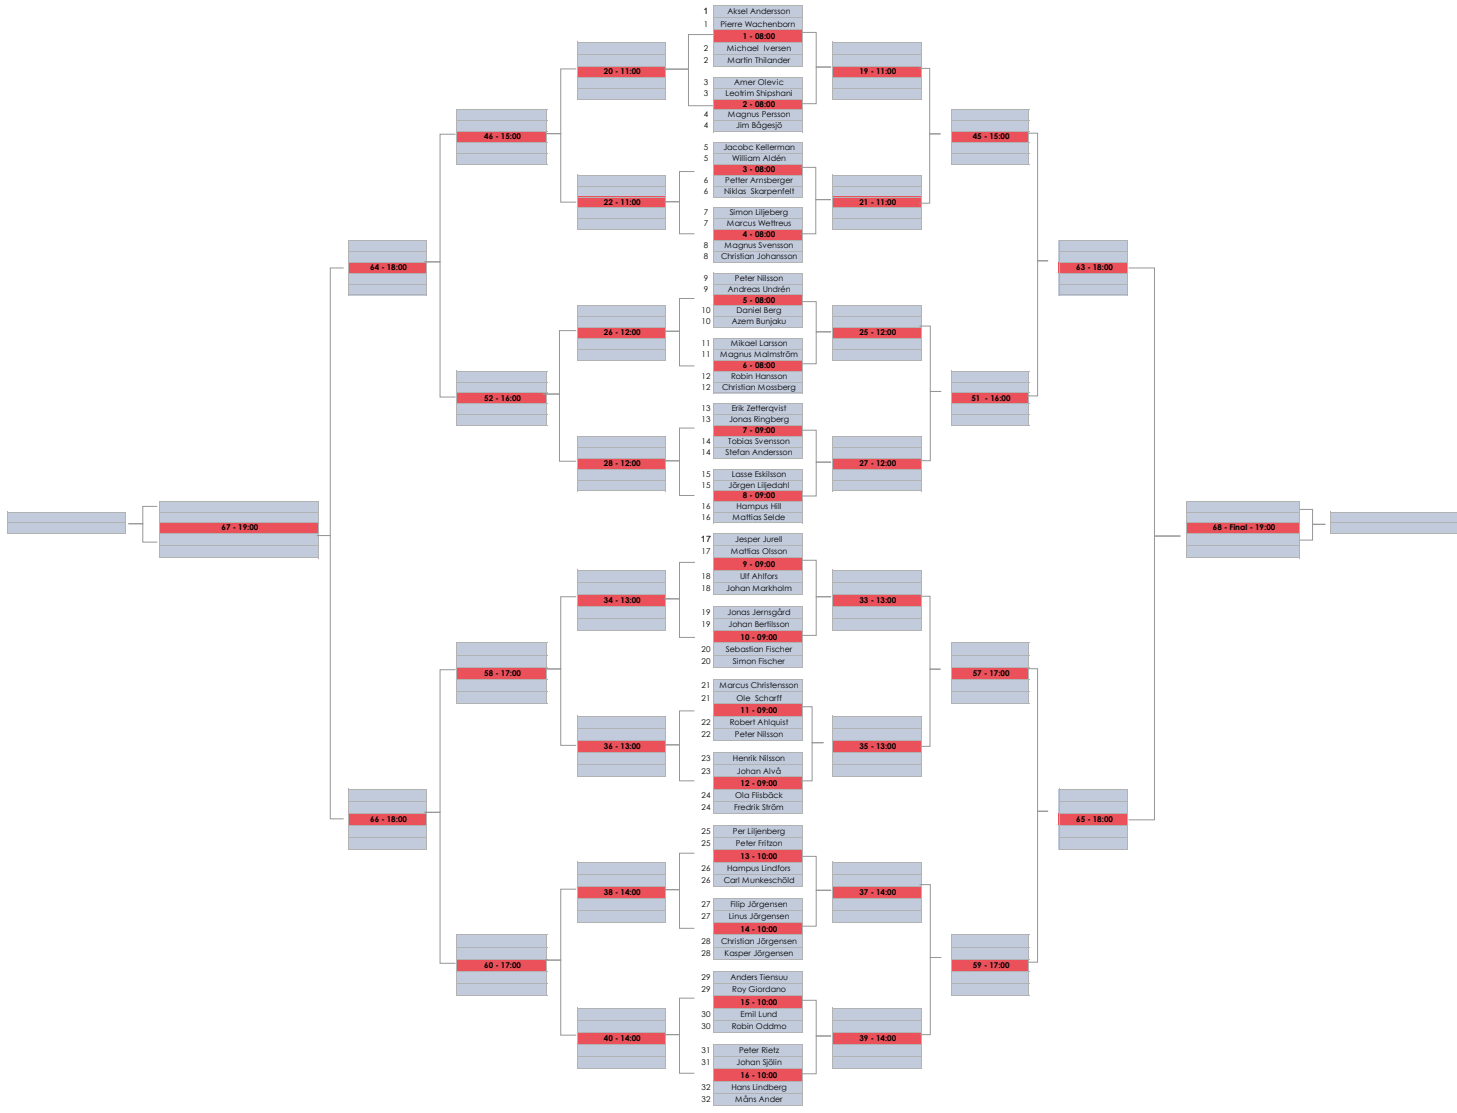 1 Aksel Andersson
1 Pierre Wachenborn
1 - 08:00
2 Michael Iversen
2 Martin Thilander
20 - 11:00
19 - 11:00
3 Amer Olevic
3 Leotrim Shipshani
2 - 08:00
4 Magnus Persson
4 Jim Bågesjö
46 - 15:00
45 - 15:00
5 Jacobc Kellerman
5 William Aldén
3 - 08:00
6 Petter Arnsberger
6 Niklas Skarpenfelt
22 - 11:00
21 - 11:00
7 Simon Liljeberg
7 Marcus Wettreus
4 - 08:00
8 Magnus Svensson
8 Christian Johansson
64 - 18:00
63 - 18:00
9 Peter Nilsson
9 Andreas Undrén
5 - 08:00
10 Daniel Berg
10 Azem Bunjaku
26 - 12:00
25 - 12:00
11 Mikael Larsson
11 Magnus Malmström
6 - 08:00
12 Robin Hansson
12 Christian Mossberg
52 - 16:00
51 - 16:00
13 Erik Zetterqvist
13 Jonas Ringberg
7 - 09:00
14 Tobias Svensson
14 Stefan Andersson
28 - 12:00
27 - 12:00
15 Lasse Eskilsson
15 Jörgen Liljedahl
8 - 09:00
16 Hampus Hill
16 Mattias Selde
67 - 19:00
68 - Final - 19:00
17 Jesper Jurell
17 Mattias Olsson
9 - 09:00
18 Ulf Ahlfors
18 Johan Markholm
34 - 13:00
33 - 13:00
19 Jonas Jernsgård
19 Johan Bertilsson
10 - 09:00
20 Sebastian Fischer
20 Simon Fischer
58 - 17:00
57 - 17:00
21 Marcus Christensson
21 Ole Scharff
11 - 09:00
22 Robert Ahlquist
22 Peter Nilsson
36 - 13:00
35 - 13:00
23 Henrik Nilsson
23 Johan Alvå
12 - 09:00
24 Ola Flisbäck
24 Fredrik Ström
66 - 18:00
65 - 18:00
25 Per Liljenberg
25 Peter Fritzon
13 - 10:00
26 Hampus Lindfors
26 Carl Munkeschöld
38 - 14:00
37 - 14:00
27 Filip Jörgensen
27 Linus Jörgensen
14 - 10:00
28 Christian Jörgensen
28 Kasper Jörgensen
60 - 17:00
59 - 17:00
29 Anders Tiensuu
29 Roy Giordano
15 - 10:00
30 Emil Lund
30 Robin Oddmo
40 - 14:00
39 - 14:00
31 Peter Rietz
31 Johan Sjölin
16 - 10:00
32 Hans Lindberg
32 Måns Ander